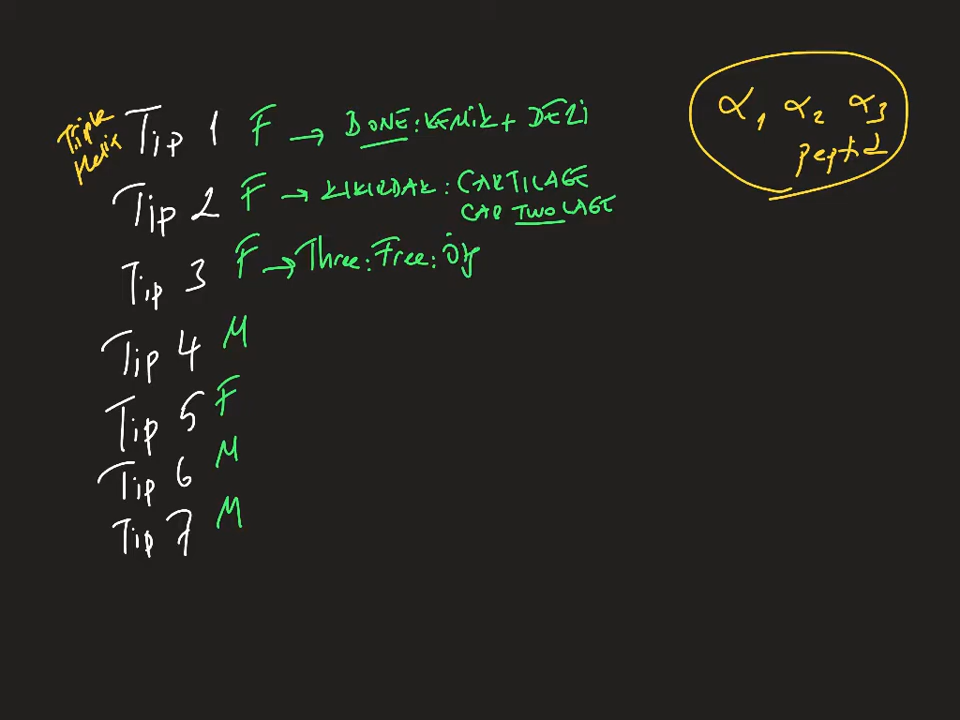 Triple
Helix
Tip 1 F → BONE: KEMİK + DERİ
Tip 2 F → KIKIRDAK: CARTILAGE
CAR TWO LAGE
Tip 3 F → Three: Free:
Tip 4 M
Tip 5 F
Tip 6 M
Tip 7 M
α1 α2 α3
peptid